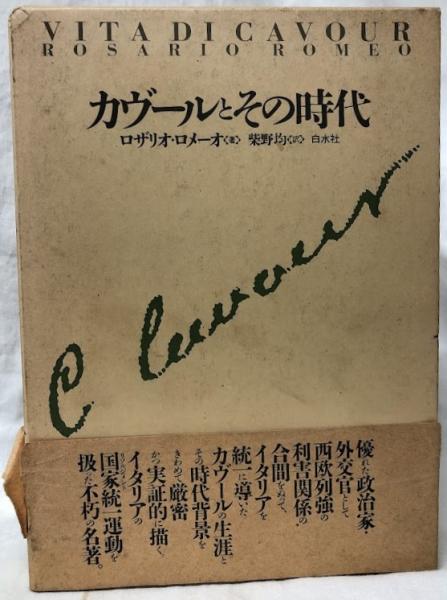 VITA DI CAVOUR
ROSARIO ROMEO
カヴールとその時代
ロザリオ・ロメーオ〈著〉 柴野均〈訳〉 白水社
C Cavour
優れた政治家・
外交官として
西欧列強の
利害関係の
合間をぬって、
イタリアを
統一に導いた
カヴールの生涯と
その時代背景を
きわめて厳密
かつ実証的に描く。
イタリアの
国家統一運動を
扱った不朽の名著。